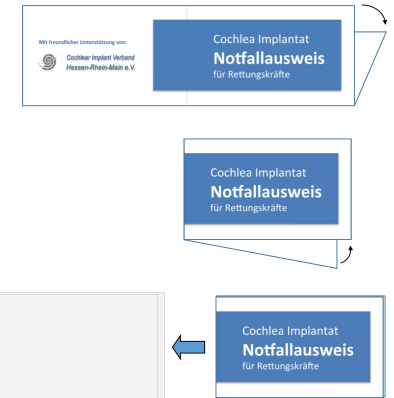 Mit freundlicher Unterstützung von:
Cochlear Implant Verband
Hessen-Rhein-Main e.V.
Cochlea Implantat
Notfallausweis
für Rettungskräfte
Cochlea Implantat
Notfallausweis
für Rettungskräfte
Cochlea Implantat
Notfallausweis
für Rettungskräfte